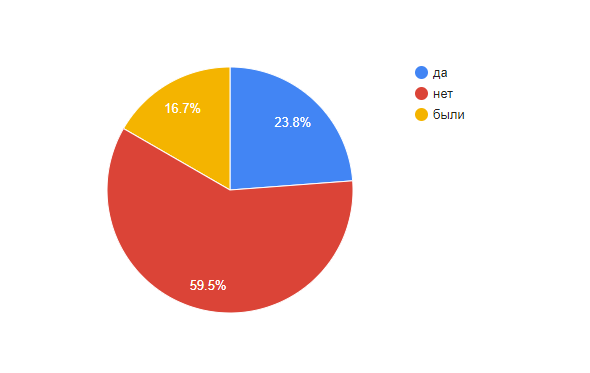 да
нет
были
16.7%
23.8%
59.5%